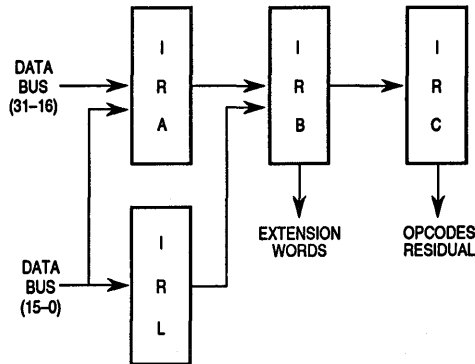 I
R
A
I
R
B
I
R
C
DATA
BUS
(31–16)
EXTENSION
WORDS
OPCODES
RESIDUAL
I
R
L
DATA
BUS
(15–0)